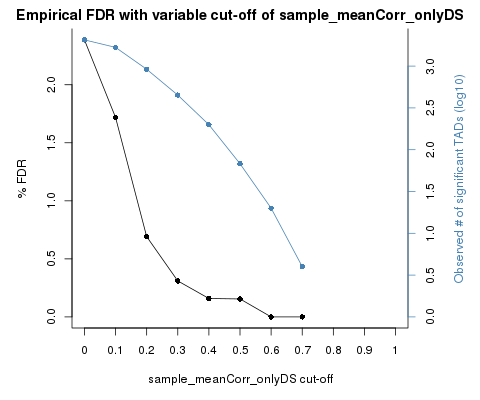 Empirical FDR with variable cut-off of sample_meanCorr_onlyDS
% FDR
0.0 0.5 1.0 1.5 2.0
0.0 0.5 1.0 1.5 2.0 2.5 3.0
Observed # of significant TADs (log10)
0 0.1 0.2 0.3 0.4 0.5 0.6 0.7 0.8 0.9 1
sample_meanCorr_onlyDS cut-off